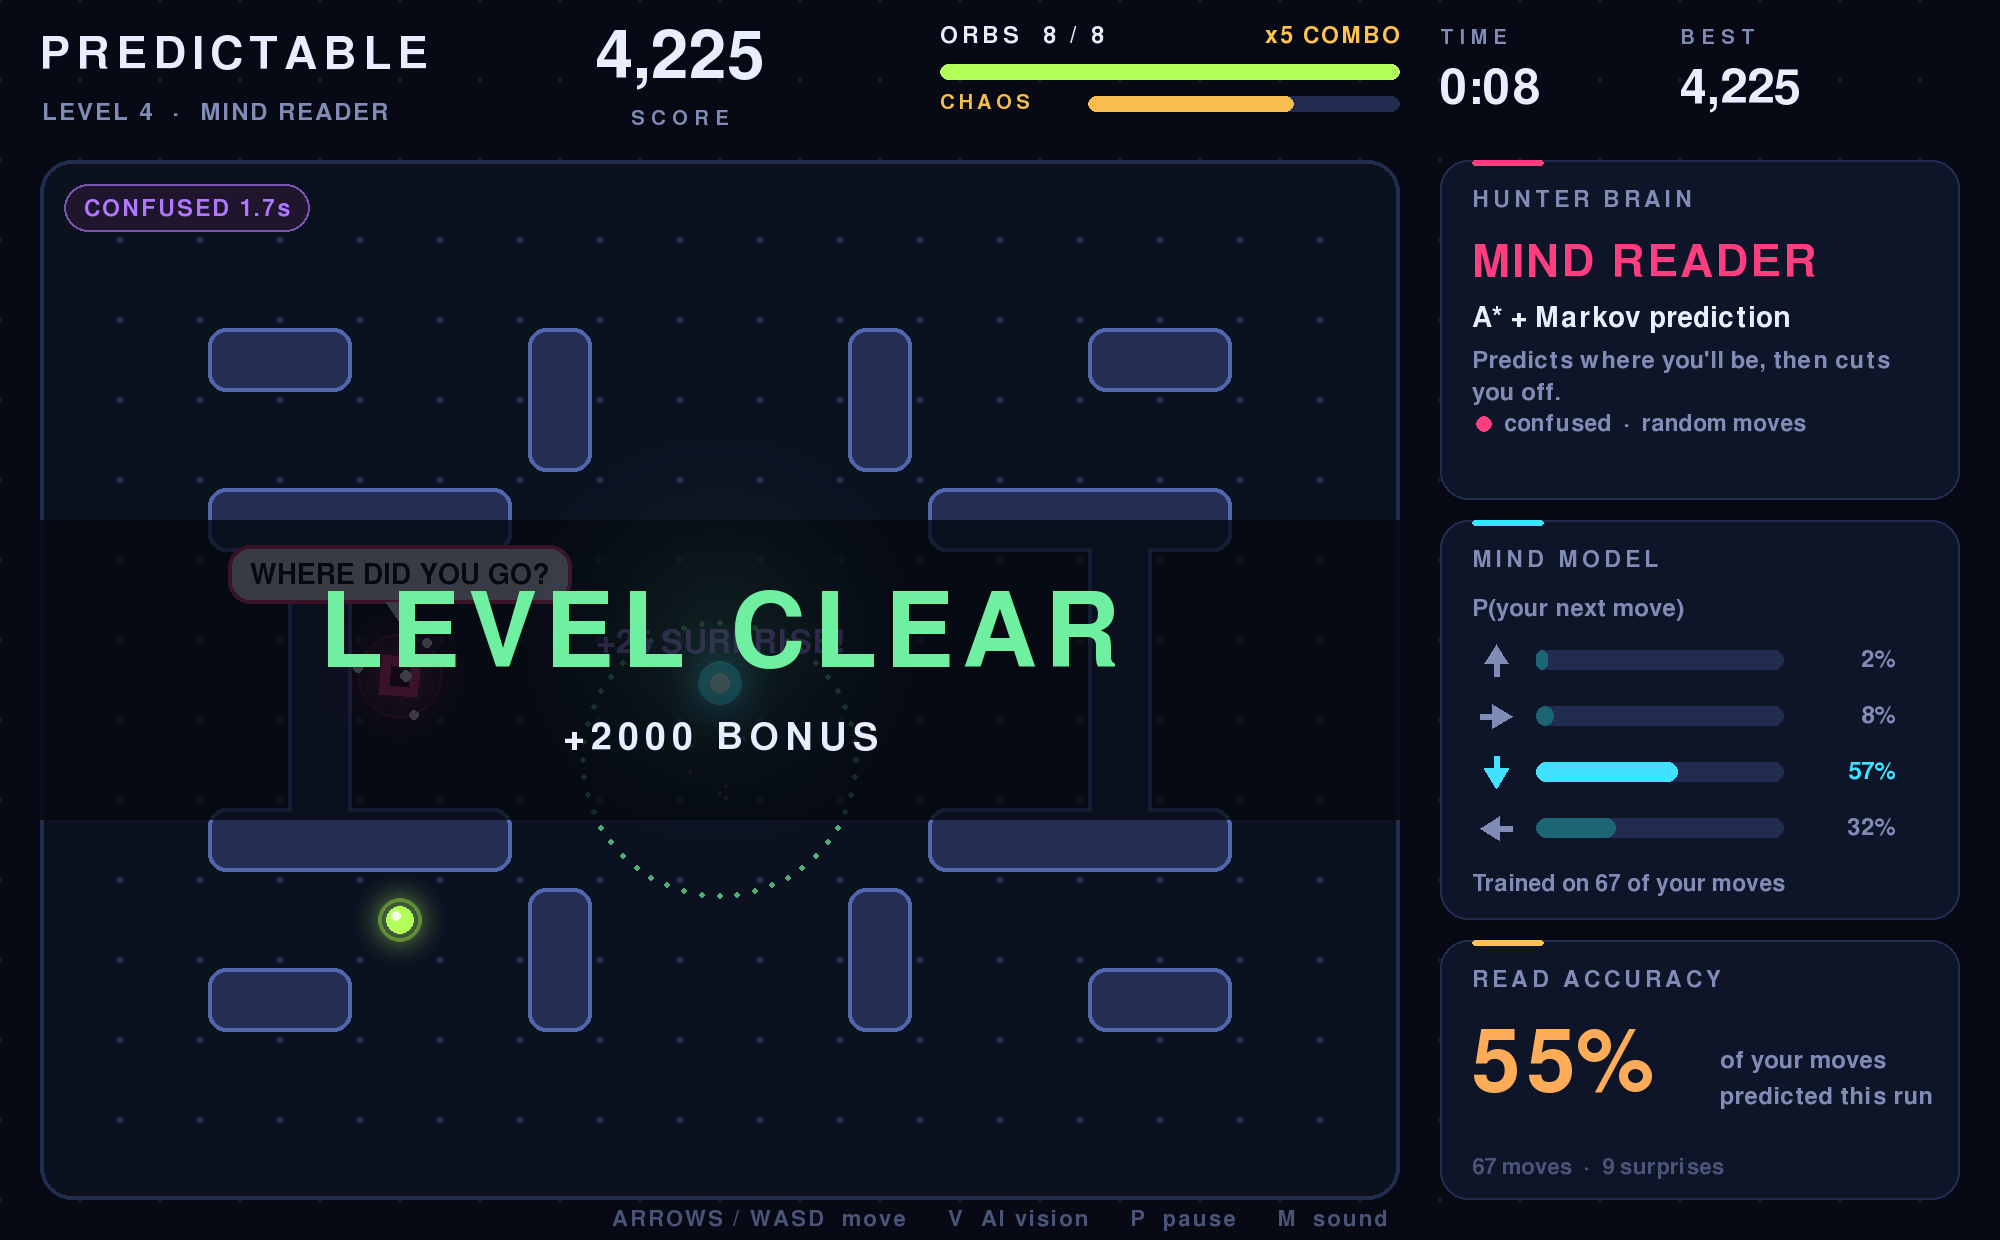 PREDICTABLE
LEVEL 4 · MIND READER
4,225
SCORE
ORBS 8 / 8
x5 COMBO
CHAOS
TIME
0:08
BEST
4,225
CONFUSED 1.7s
WHERE DID YOU GO?
+25 SURPRISE!
LEVEL CLEAR
+2000 BONUS
HUNTER BRAIN
MIND READER
A* + Markov prediction
Predicts where you'll be, then cuts
you off.
confused · random moves
MIND MODEL
P(your next move)
2%
8%
57%
32%
Trained on 67 of your moves
READ ACCURACY
55%
of your moves
predicted this run
67 moves · 9 surprises
ARROWS / WASD move V AI vision P pause M sound